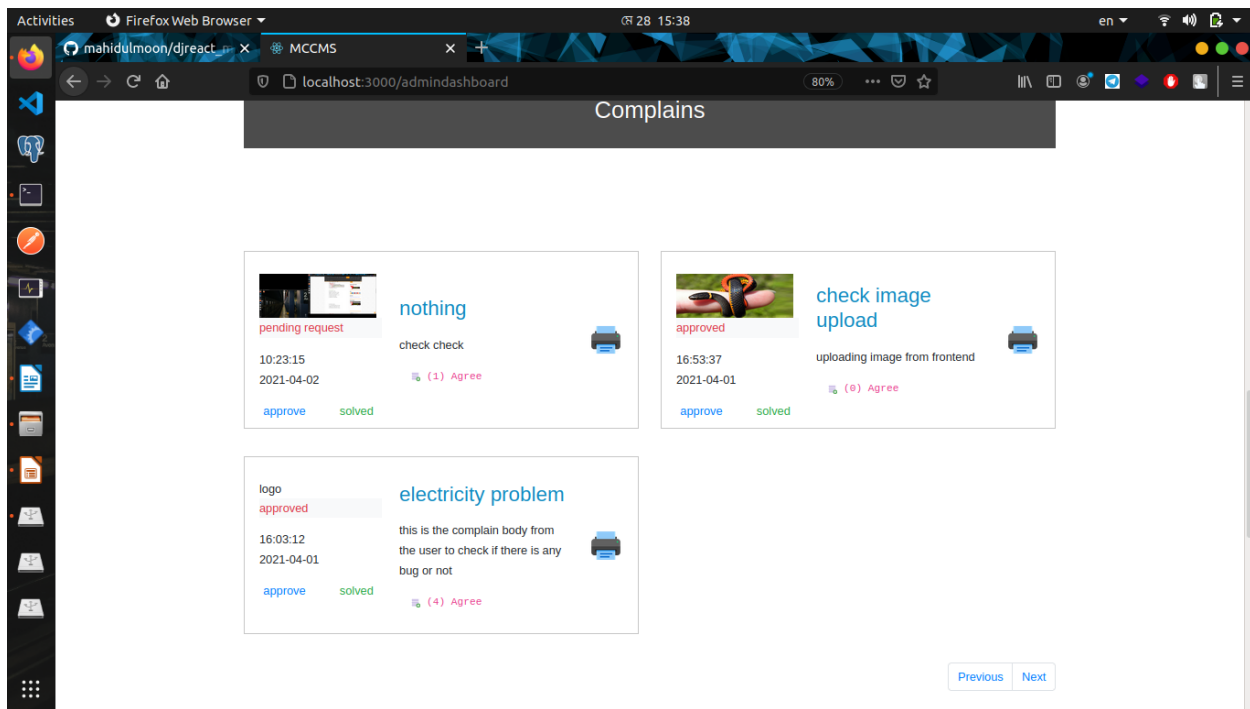 Activities
Firefox Web Browser
মে 28 15:38
en
mahidulmoon/djreact_
MCCMS
localhost:3000/admindashboard
80%
Complains
pending request
10:23:15
2021-04-02
approve solved
nothing
check check
(1) Agree
approved
16:53:37
2021-04-01
approve solved
check image
upload
uploading image from frontend
(0) Agree
logo
approved
16:03:12
2021-04-01
approve solved
electricity problem
this is the complain body from
the user to check if there is any
bug or not
(4) Agree
Previous Next